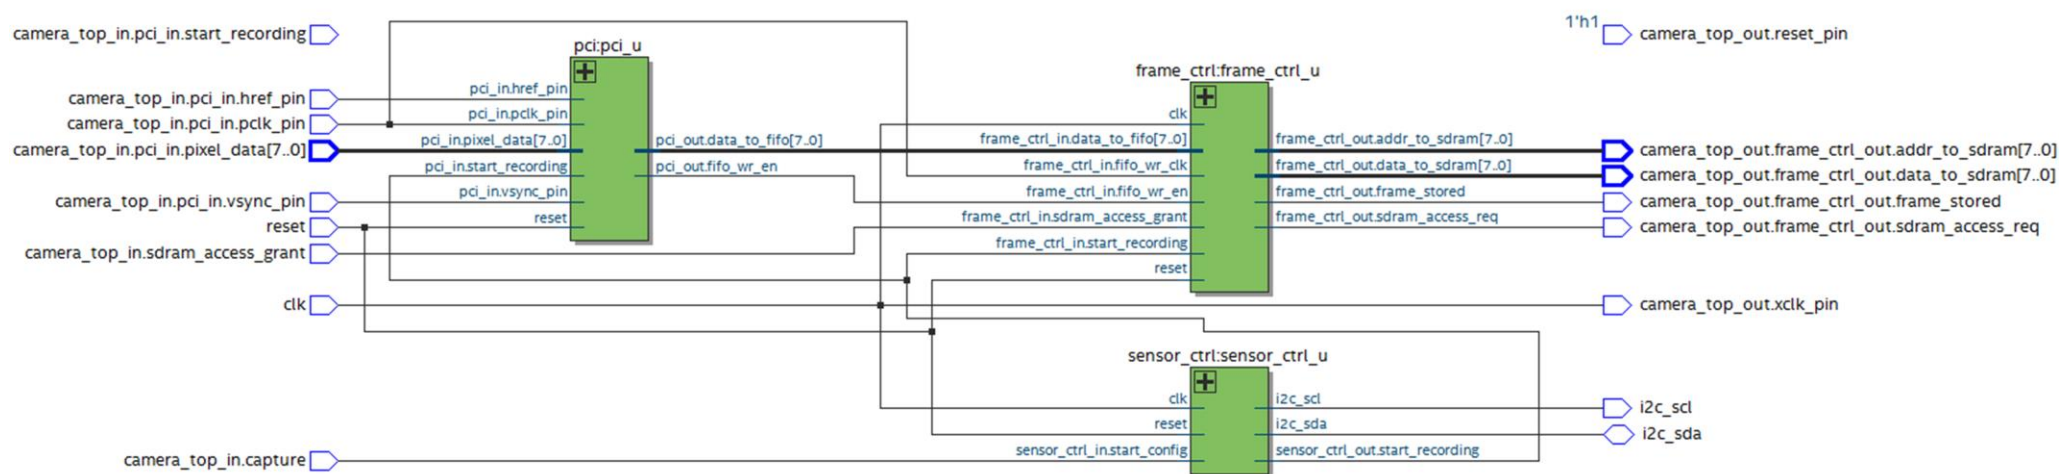 camera_top_in.pci_in.start_recording
camera_top_in.pci_in.href_pin
camera_top_in.pci_in.pclk_pin
camera_top_in.pci_in.pixel_data[7..0]
camera_top_in.pci_in.vsync_pin
reset
camera_top_in.sdram_access_grant
clk
camera_top_in.capture
pci:pci_u
pci_in.href_pin
pci_in.pclk_pin
pci_in.pixel_data[7..0]
pci_in.start_recording
pci_in.vsync_pin
reset
pci_out.data_to_fifo[7..0]
pci_out.fifo_wr_en
frame_ctrl:frame_ctrl_u
clk
frame_ctrl_in.data_to_fifo[7..0]
frame_ctrl_in.fifo_wr_clk
frame_ctrl_in.fifo_wr_en
frame_ctrl_in.sdram_access_grant
frame_ctrl_in.start_recording
reset
frame_ctrl_out.addr_to_sdram[7..0]
frame_ctrl_out.data_to_sdram[7..0]
frame_ctrl_out.frame_stored
frame_ctrl_out.sdram_access_req
sensor_ctrl:sensor_ctrl_u
clk
reset
sensor_ctrl_in.start_config
i2c_scl
i2c_sda
sensor_ctrl_out.start_recording
1'h1
camera_top_out.reset_pin
camera_top_out.frame_ctrl_out.addr_to_sdram[7..0]
camera_top_out.frame_ctrl_out.data_to_sdram[7..0]
camera_top_out.frame_ctrl_out.frame_stored
camera_top_out.frame_ctrl_out.sdram_access_req
camera_top_out.xclk_pin
i2c_scl
i2c_sda